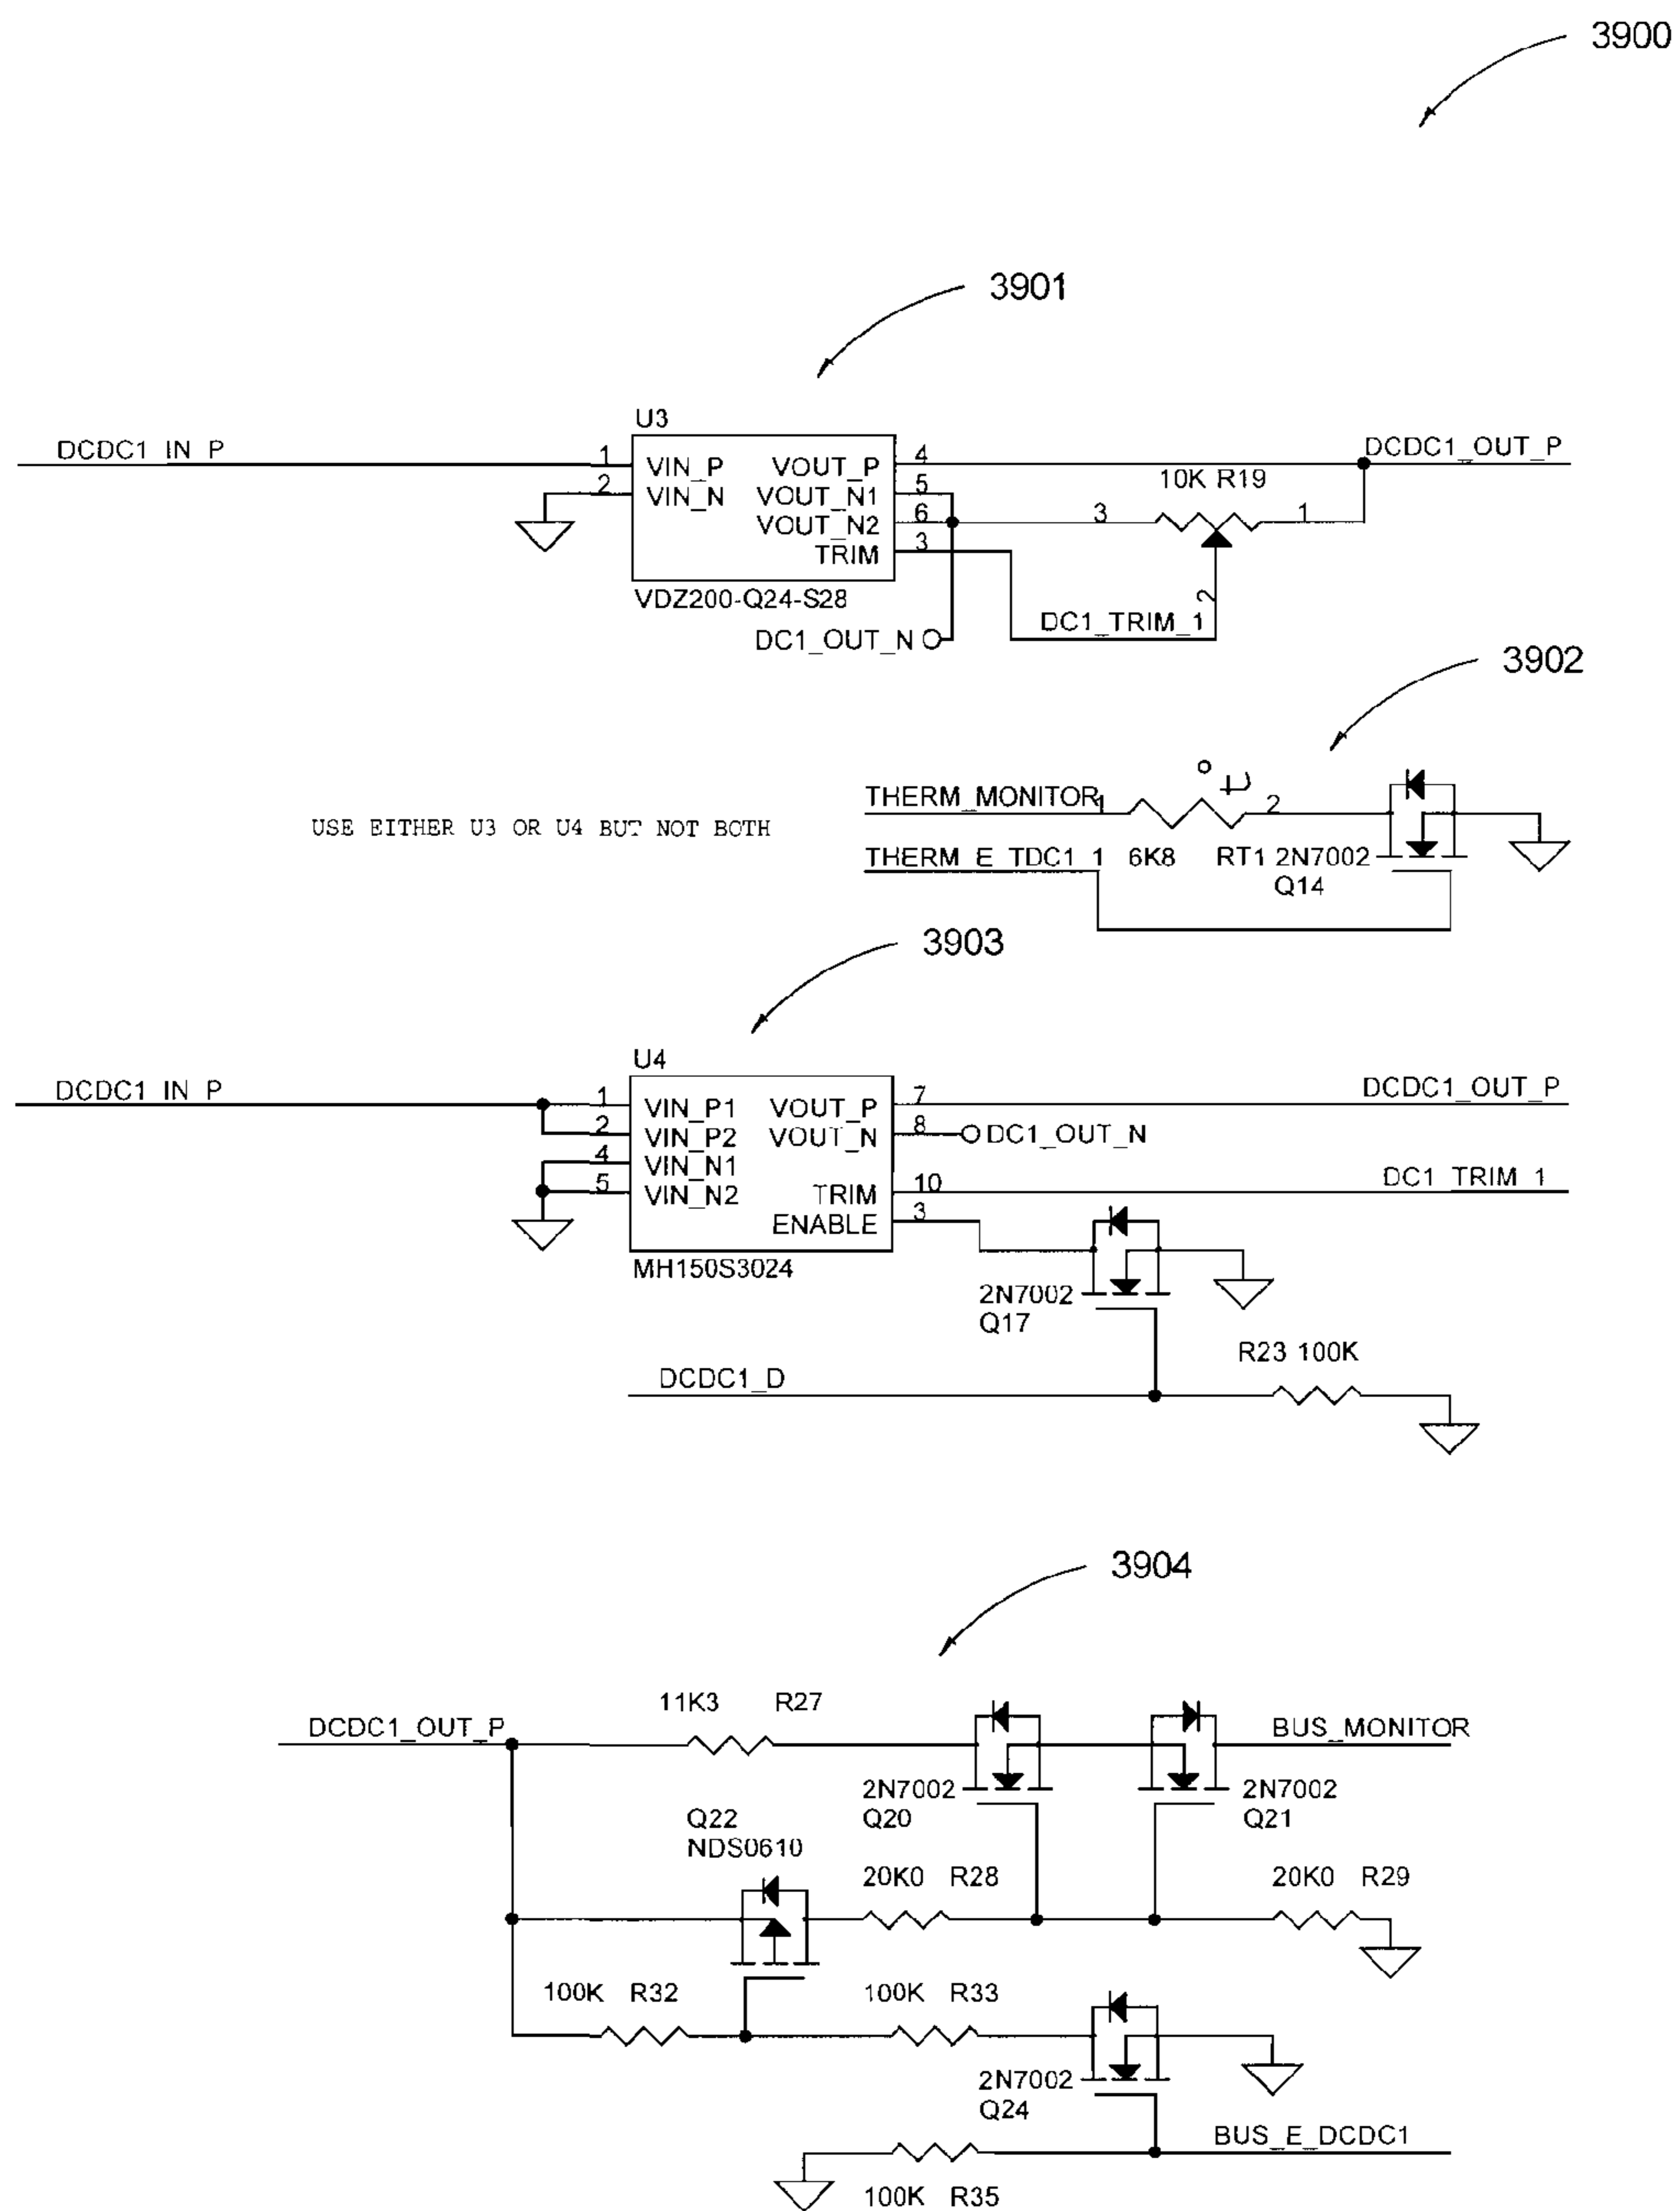 3900
3901
U3
DCDC1_IN_P
1 VIN_P VOUT_P 4
DCDC1_OUT_P
2 VIN_N VOUT_N1 5
10K R19
VOUT_N2 6
3 1
TRIM 3
2
VDZ200-Q24-S28
DC1_TRIM_1
DC1_OUT_N
3902
t°
THERM_MONITOR 1 2
USE EITHER U3 OR U4 BUT NOT BOTH
THERM_E_TDC1_1 6K8 RT1 2N7002
Q14
3903
U4
DCDC1_IN_P
1 VIN_P1 VOUT_P 7
DCDC1_OUT_P
2 VIN_P2 VOUT_N 8 DC1_OUT_N
4 VIN_N1
5 VIN_N2 TRIM 10
DC1_TRIM_1
ENABLE 3
MH150S3024
2N7002
Q17
R23 100K
DCDC1_D
3904
11K3 R27
DCDC1_OUT_P
BUS_MONITOR
2N7002
Q20
2N7002
Q21
Q22
NDS0610
20K0 R28
20K0 R29
100K R32
100K R33
2N7002
Q24
BUS_E_DCDC1
100K R35